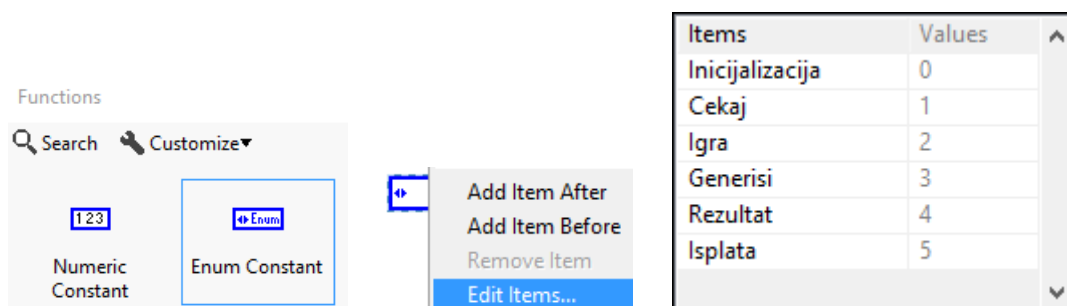 Functions
Search Customize
123
Enum
Numeric
Constant
Enum Constant
Add Item After
Add Item Before
Remove Item
Edit Items...
Items Values
Inicijalizacija 0
Cekaj 1
Igra 2
Generisi 3
Rezultat 4
Isplata 5